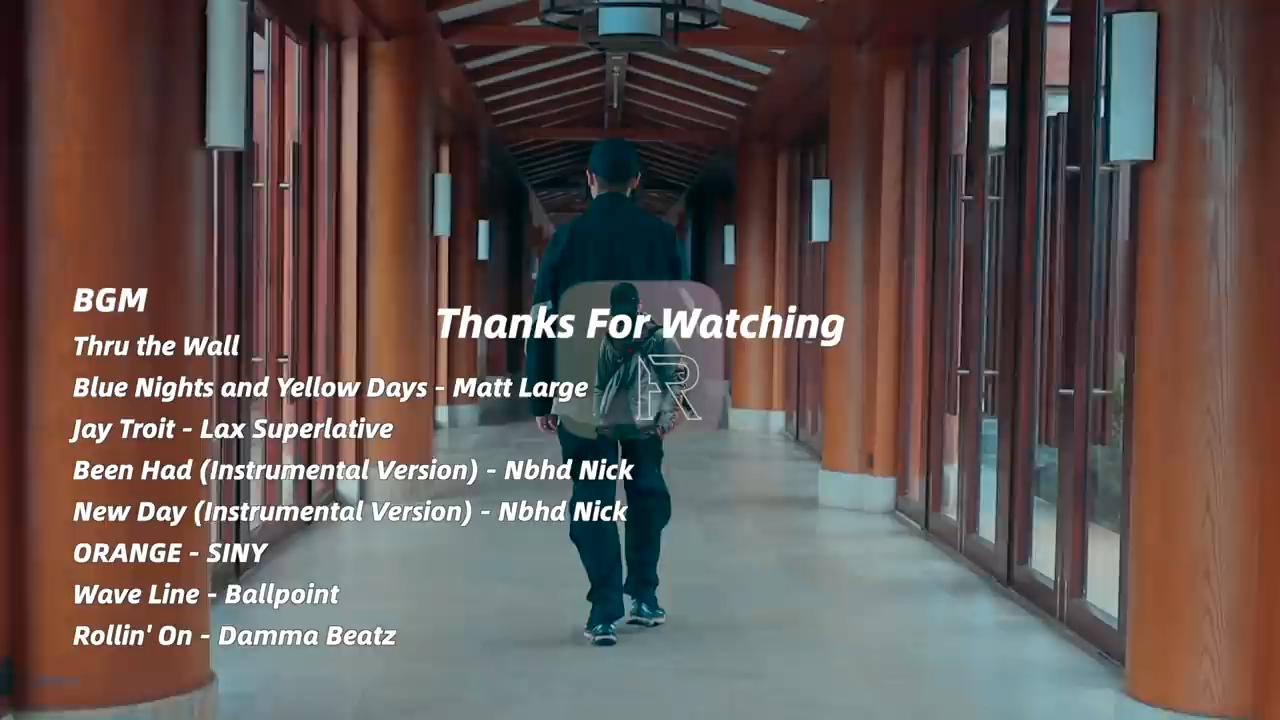 BGM
Thru the Wall
Blue Nights and Yellow Days - Matt Large
Jay Troit - Lax Superlative
Been Had (Instrumental Version) - Nbhd Nick
New Day (Instrumental Version) - Nbhd Nick
ORANGE - SINY
Wave Line - Ballpoint
Rollin' On - Damma Beatz
Thanks For Watching